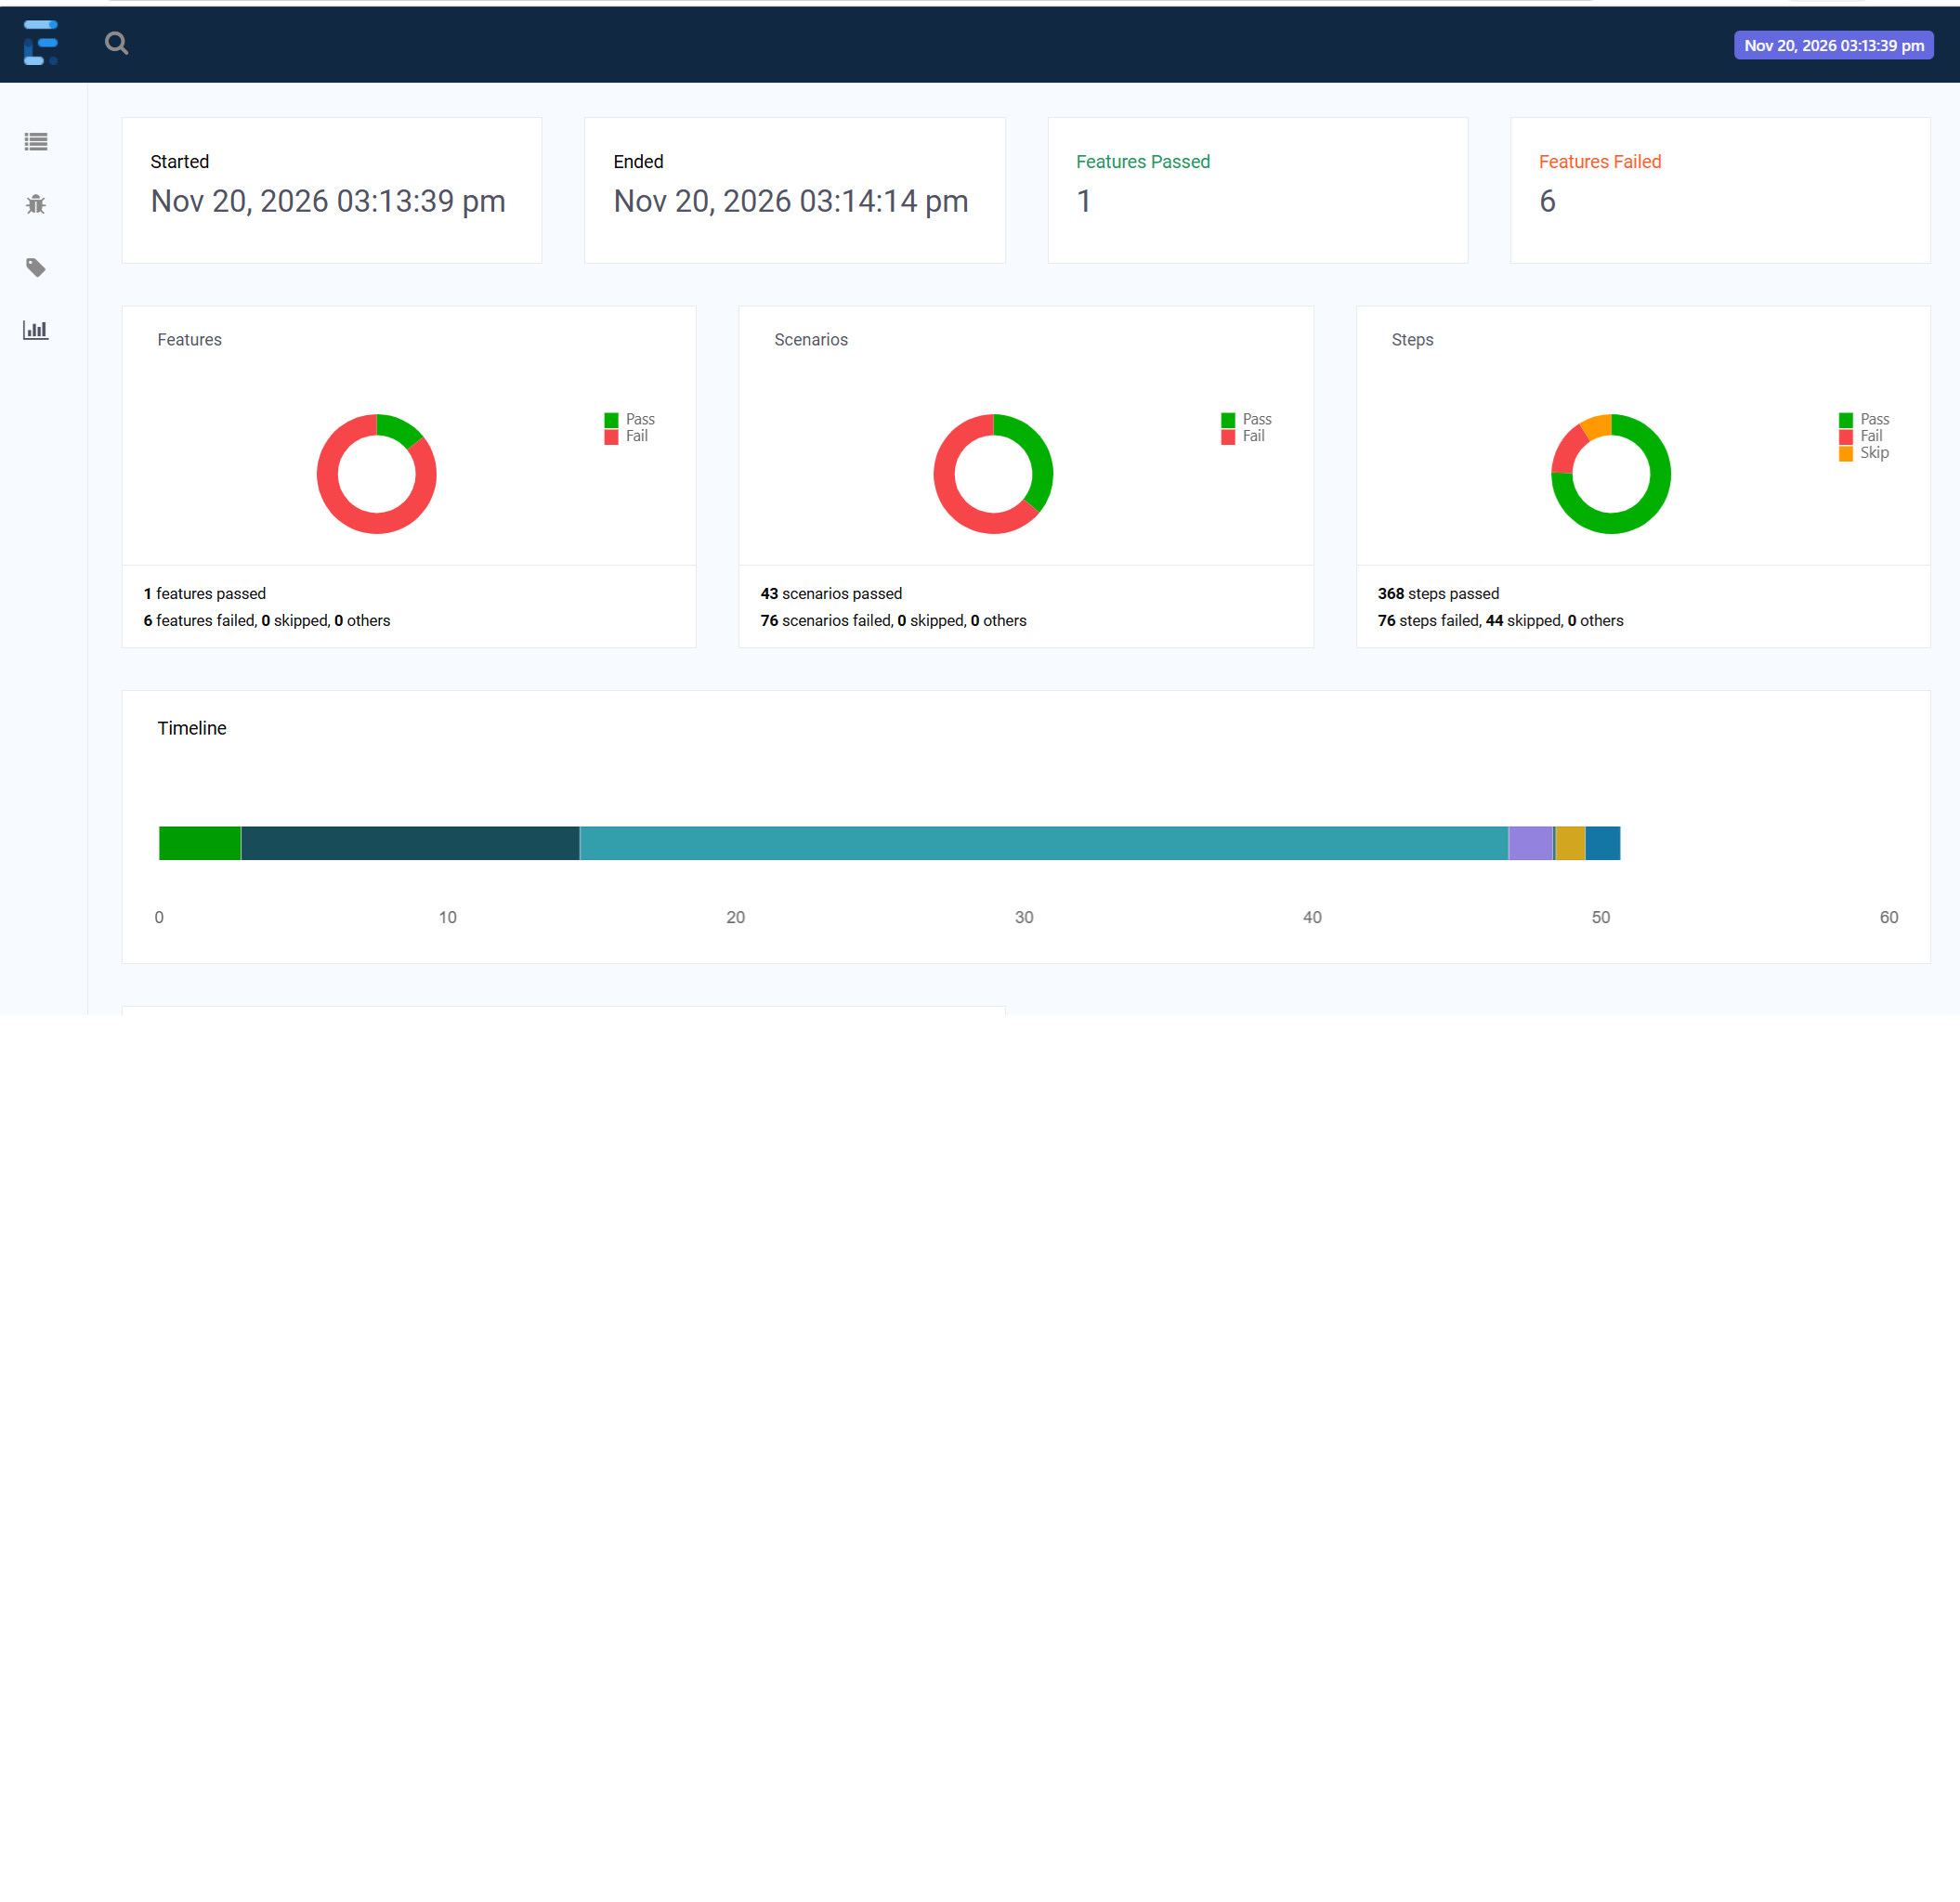 Nov 20, 2026 03:13:39 pm
Started
Nov 20, 2026 03:13:39 pm
Ended
Nov 20, 2026 03:14:14 pm
Features Passed
1
Features Failed
6
Features
Pass
Fail
1 features passed
6 features failed, 0 skipped, 0 others
Scenarios
Pass
Fail
43 scenarios passed
76 scenarios failed, 0 skipped, 0 others
Steps
Pass
Fail
Skip
368 steps passed
76 steps failed, 44 skipped, 0 others
Timeline
0 10 20 30 40 50 60